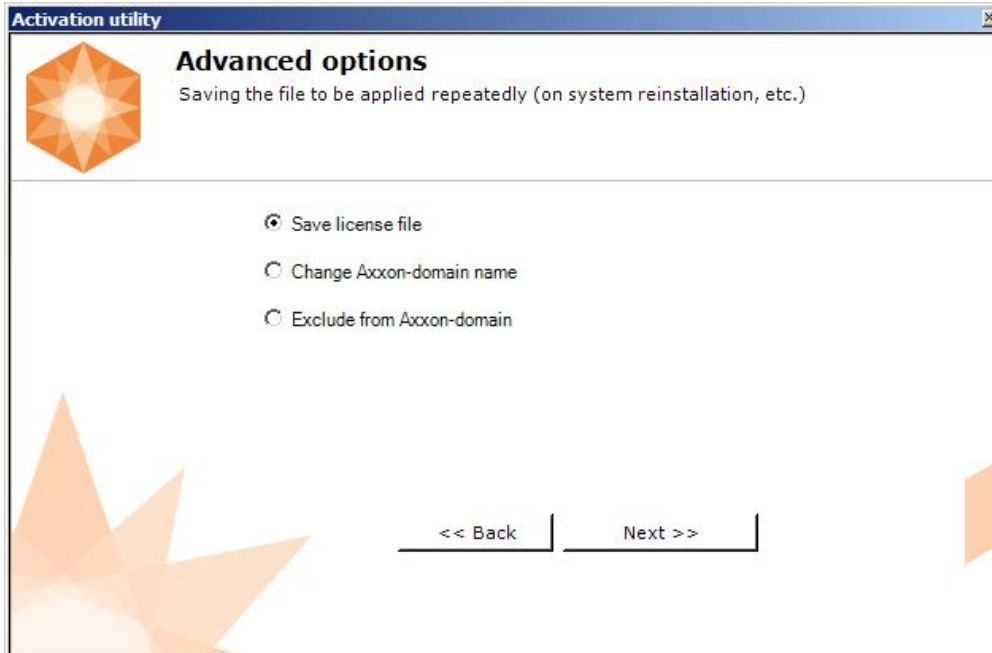 Activation utility
Advanced options
Saving the file to be applied repeatedly (on system reinstallation, etc.)
Save license file
Change Axxon-domain name
Exclude from Axxon-domain
<< Back
Next >>